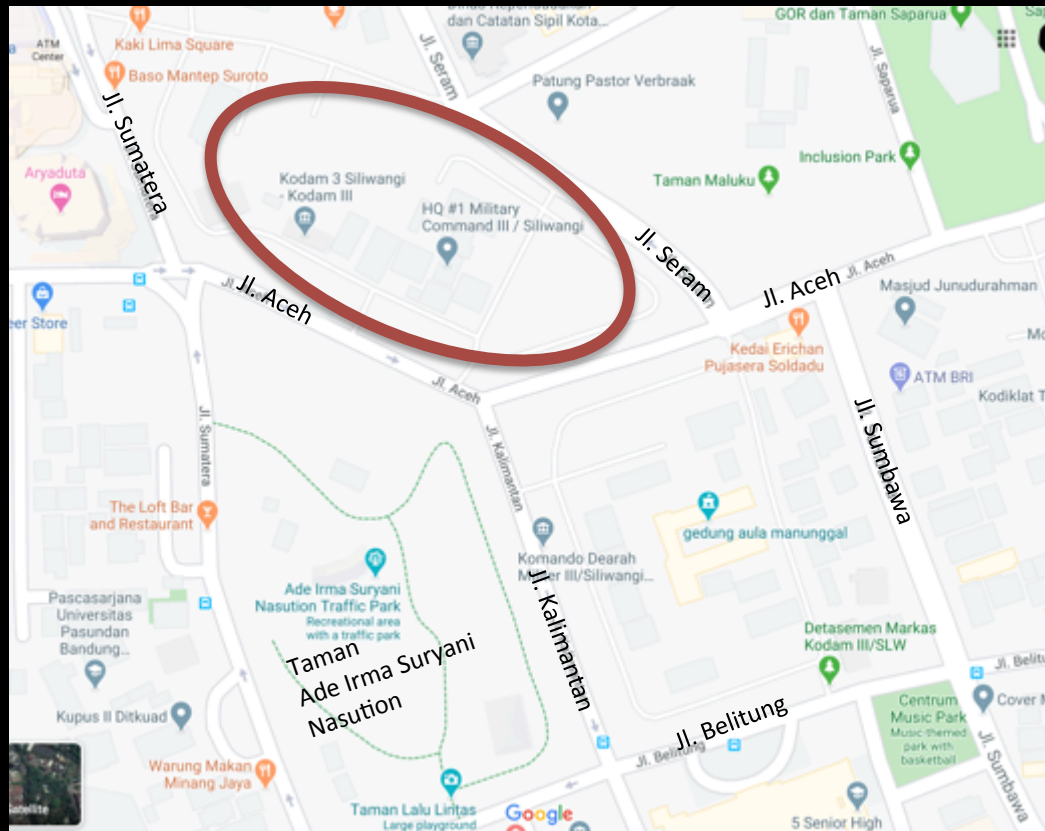 dan Catatan Sipil Kota...
GOR dan Taman Saparua
Kaki Lima Square
ATM
Center
Baso Mantep Suroto
Jl. Seram
Patung Pastor Verbraak
Jl. Saparua
Jl. Sumatera
Inclusion Park
Aryaduta
Kodam 3 Siliwangi
- Kodam III
Taman Maluku
HQ #1 Military
Command III / Siliwangi
Jl. Seram
Jl. Aceh
Jl. Aceh
Jl. Aceh
Masjid Junudurahman
eer Store
Kedai Erichan
Pujasera Soldadu
ATM BRI
Kodiklat T
Jl. Aceh
Jl. Sumbawa
Jl. Sumatera
Jl. Kalimantan
The Loft Bar
and Restaurant
gedung aula manunggal
Komando Dearah
III/Siliwangi...
Jl. Kalimantan
Ade Irma Suryani
Nasution Traffic Park
Recreational area
with a traffic park
Pascasarjana
Universitas
Pasundan
Bandung...
Taman
Ade Irma Suryani
Nasution
Detasemen Markas
Kodam III/SLW
Jl. Belitu
Kupus II Ditkuad
Centrum
Music Park
Music-themed
park with
basketball
Cover M
Jl. Belitung
Jl. Belitung
Jl. Sumbawa
Warung Makan
Minang Jaya
Satellite
Taman Lalu Lintas
Large playground
Google
5 Senior High